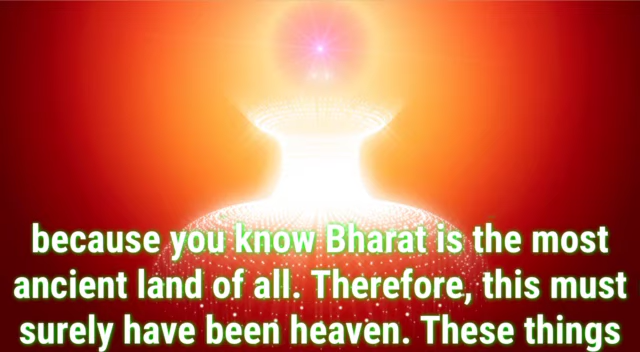 because you know Bharat is the most
ancient land of all. Therefore, this must
surely have been heaven. These things